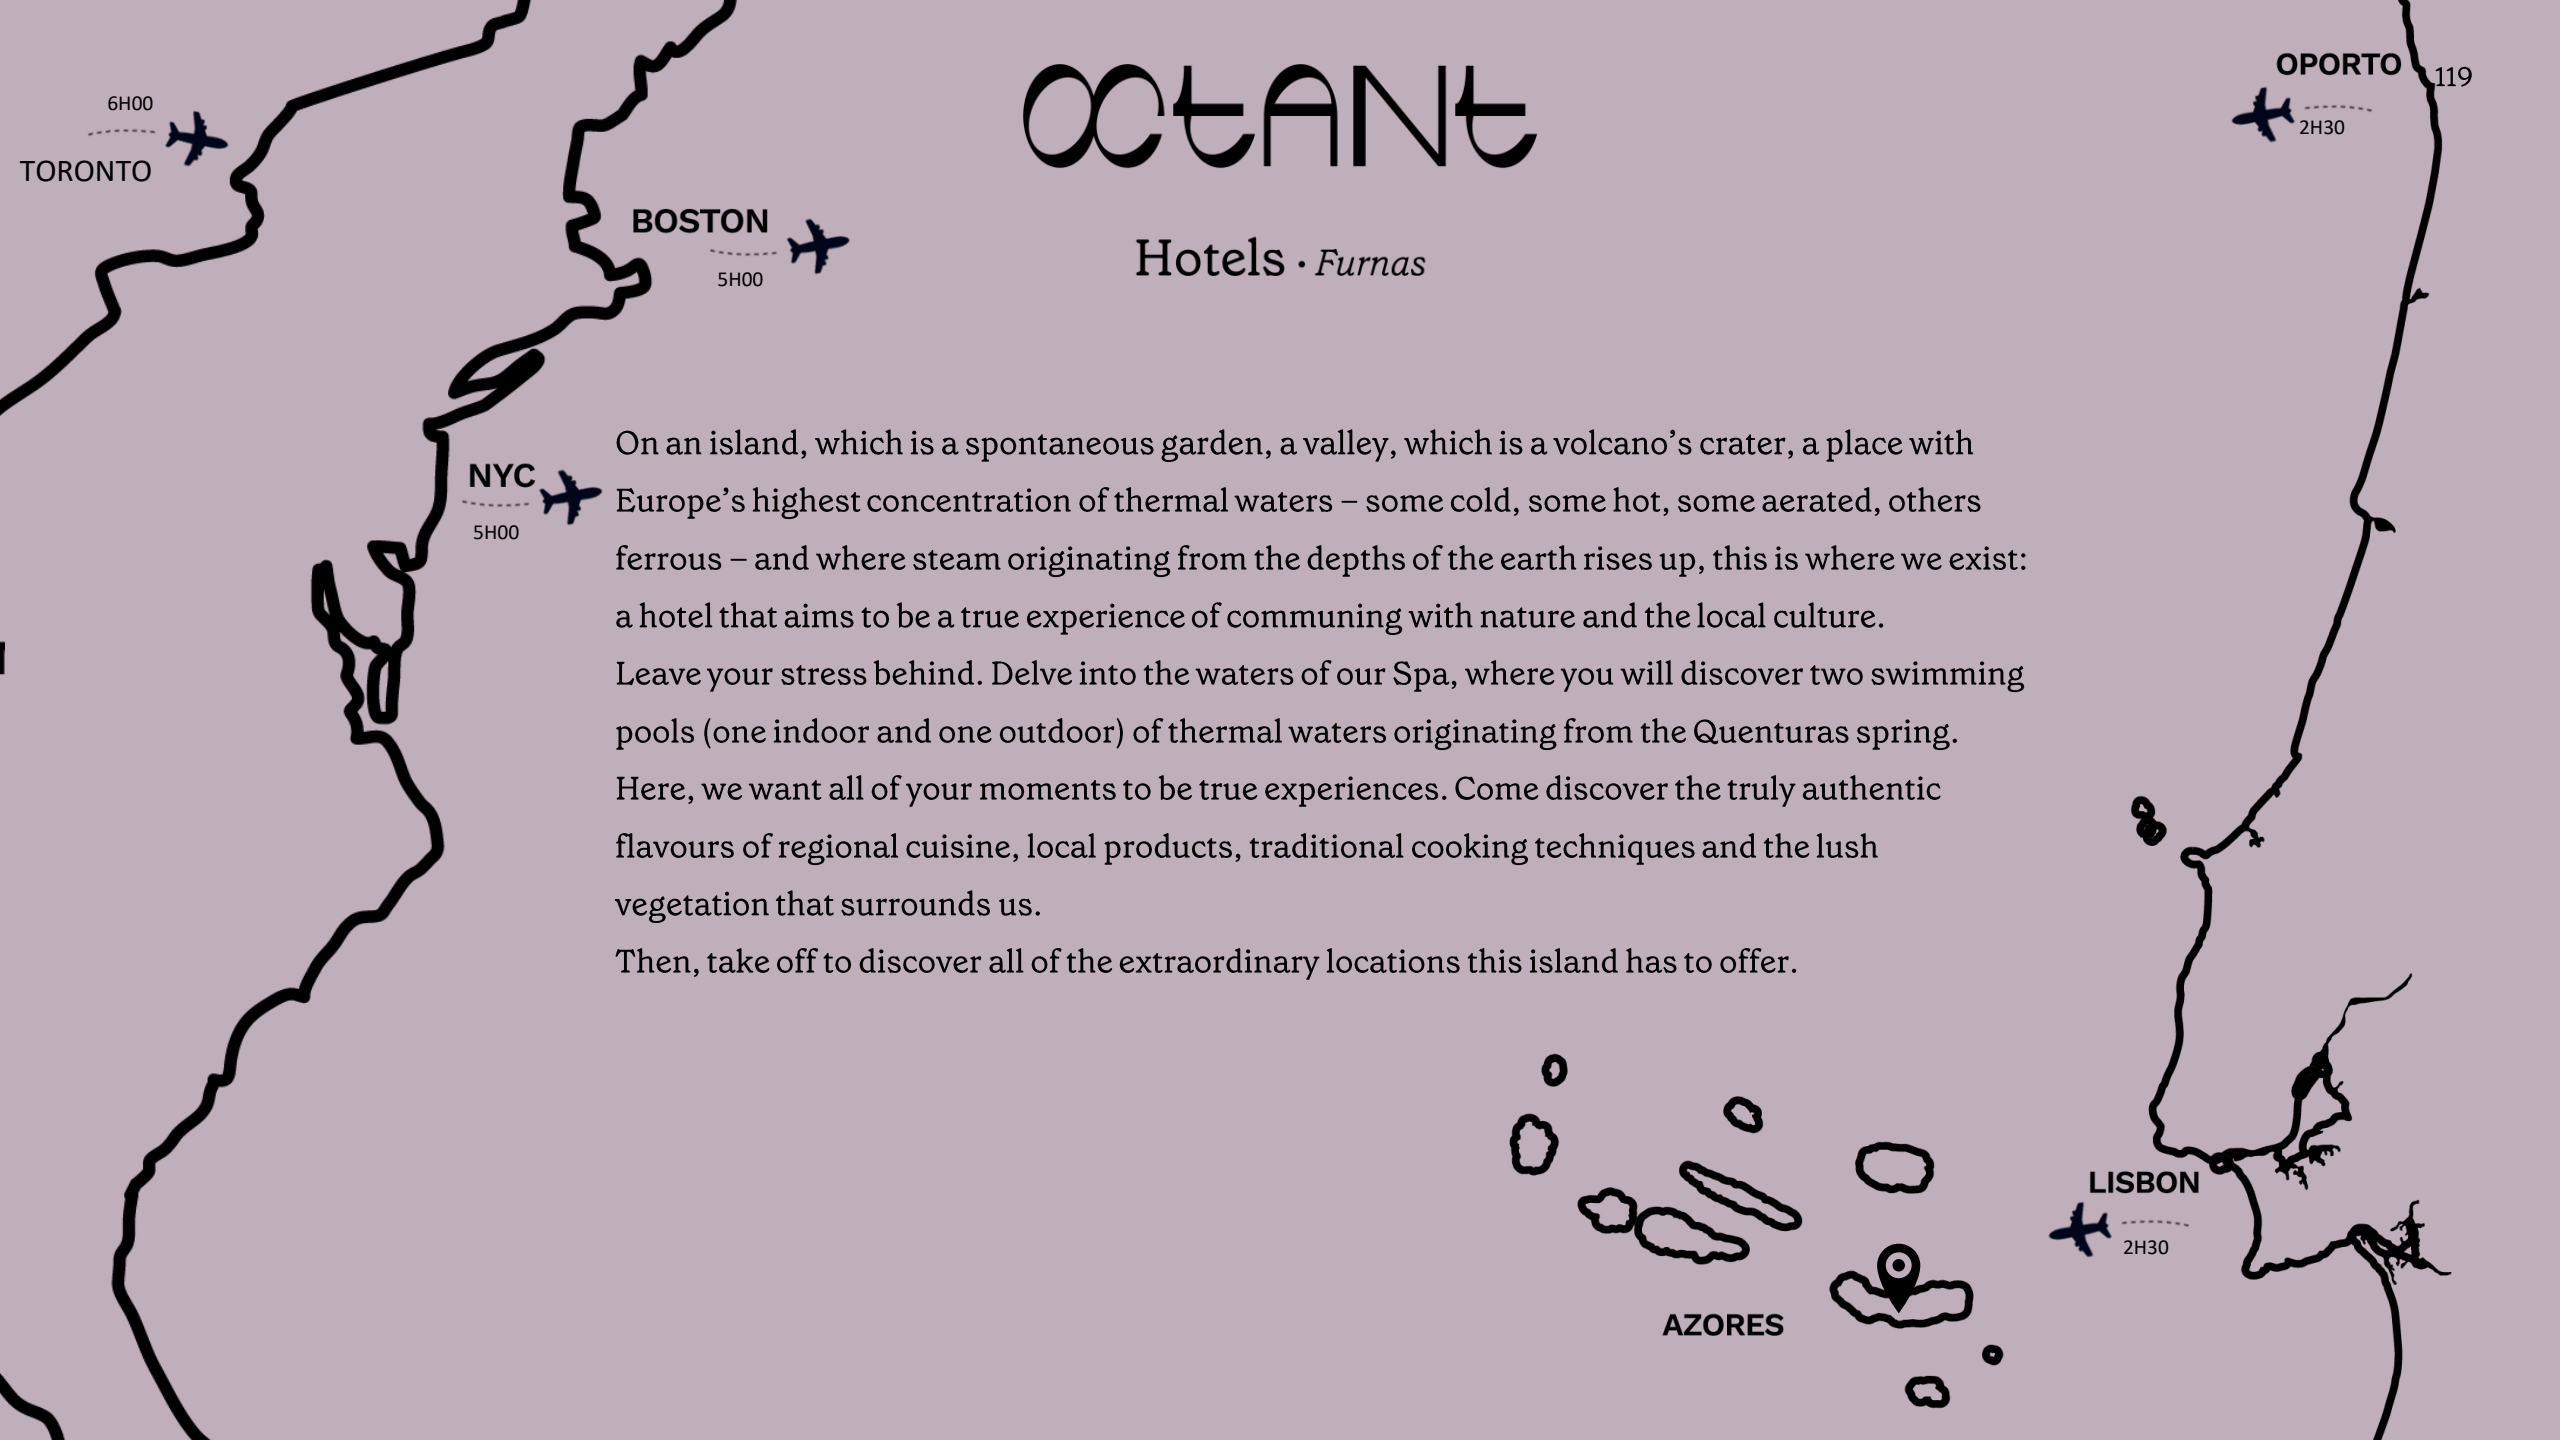 OctANt
Hotels · Furnas
OPORTO
119
2H30
6H00
TORONTO
BOSTON
5H00
NYC
5H00
On an island, which is a spontaneous garden, a valley, which is a volcano’s crater, a place with
Europe’s highest concentration of thermal waters – some cold, some hot, some aerated, others
ferrous – and where steam originating from the depths of the earth rises up, this is where we exist:
a hotel that aims to be a true experience of communing with nature and the local culture.
Leave your stress behind. Delve into the waters of our Spa, where you will discover two swimming
pools (one indoor and one outdoor) of thermal waters originating from the Quenturas spring.
Here, we want all of your moments to be true experiences. Come discover the truly authentic
flavours of regional cuisine, local products, traditional cooking techniques and the lush
vegetation that surrounds us.
Then, take off to discover all of the extraordinary locations this island has to offer.
LISBON
2H30
AZORES